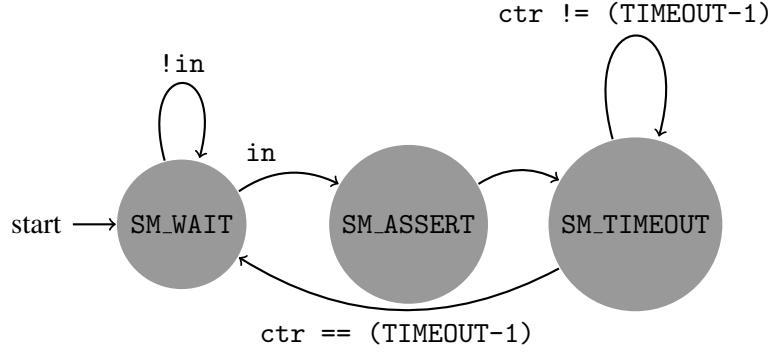 ctr != (TIMEOUT-1)
!in
in
start
SM_WAIT
SM_ASSERT
SM_TIMEOUT
ctr == (TIMEOUT-1)